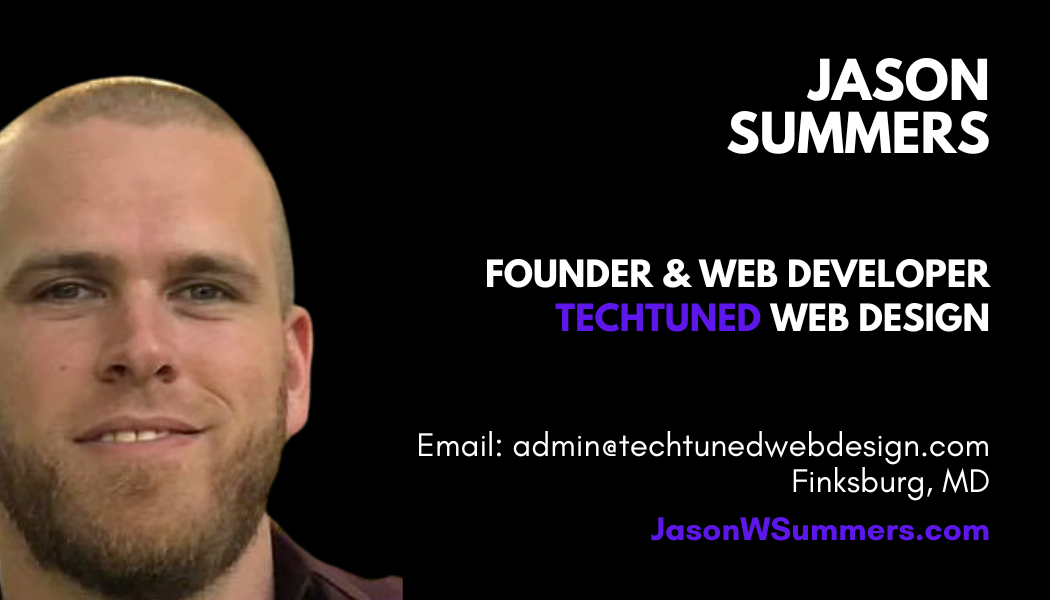 JASON
SUMMERS
FOUNDER & WEB DEVELOPER
TECHTUNED WEB DESIGN
Email: admin@techtunedwebdesign.com
Finksburg, MD
JasonWSummers.com